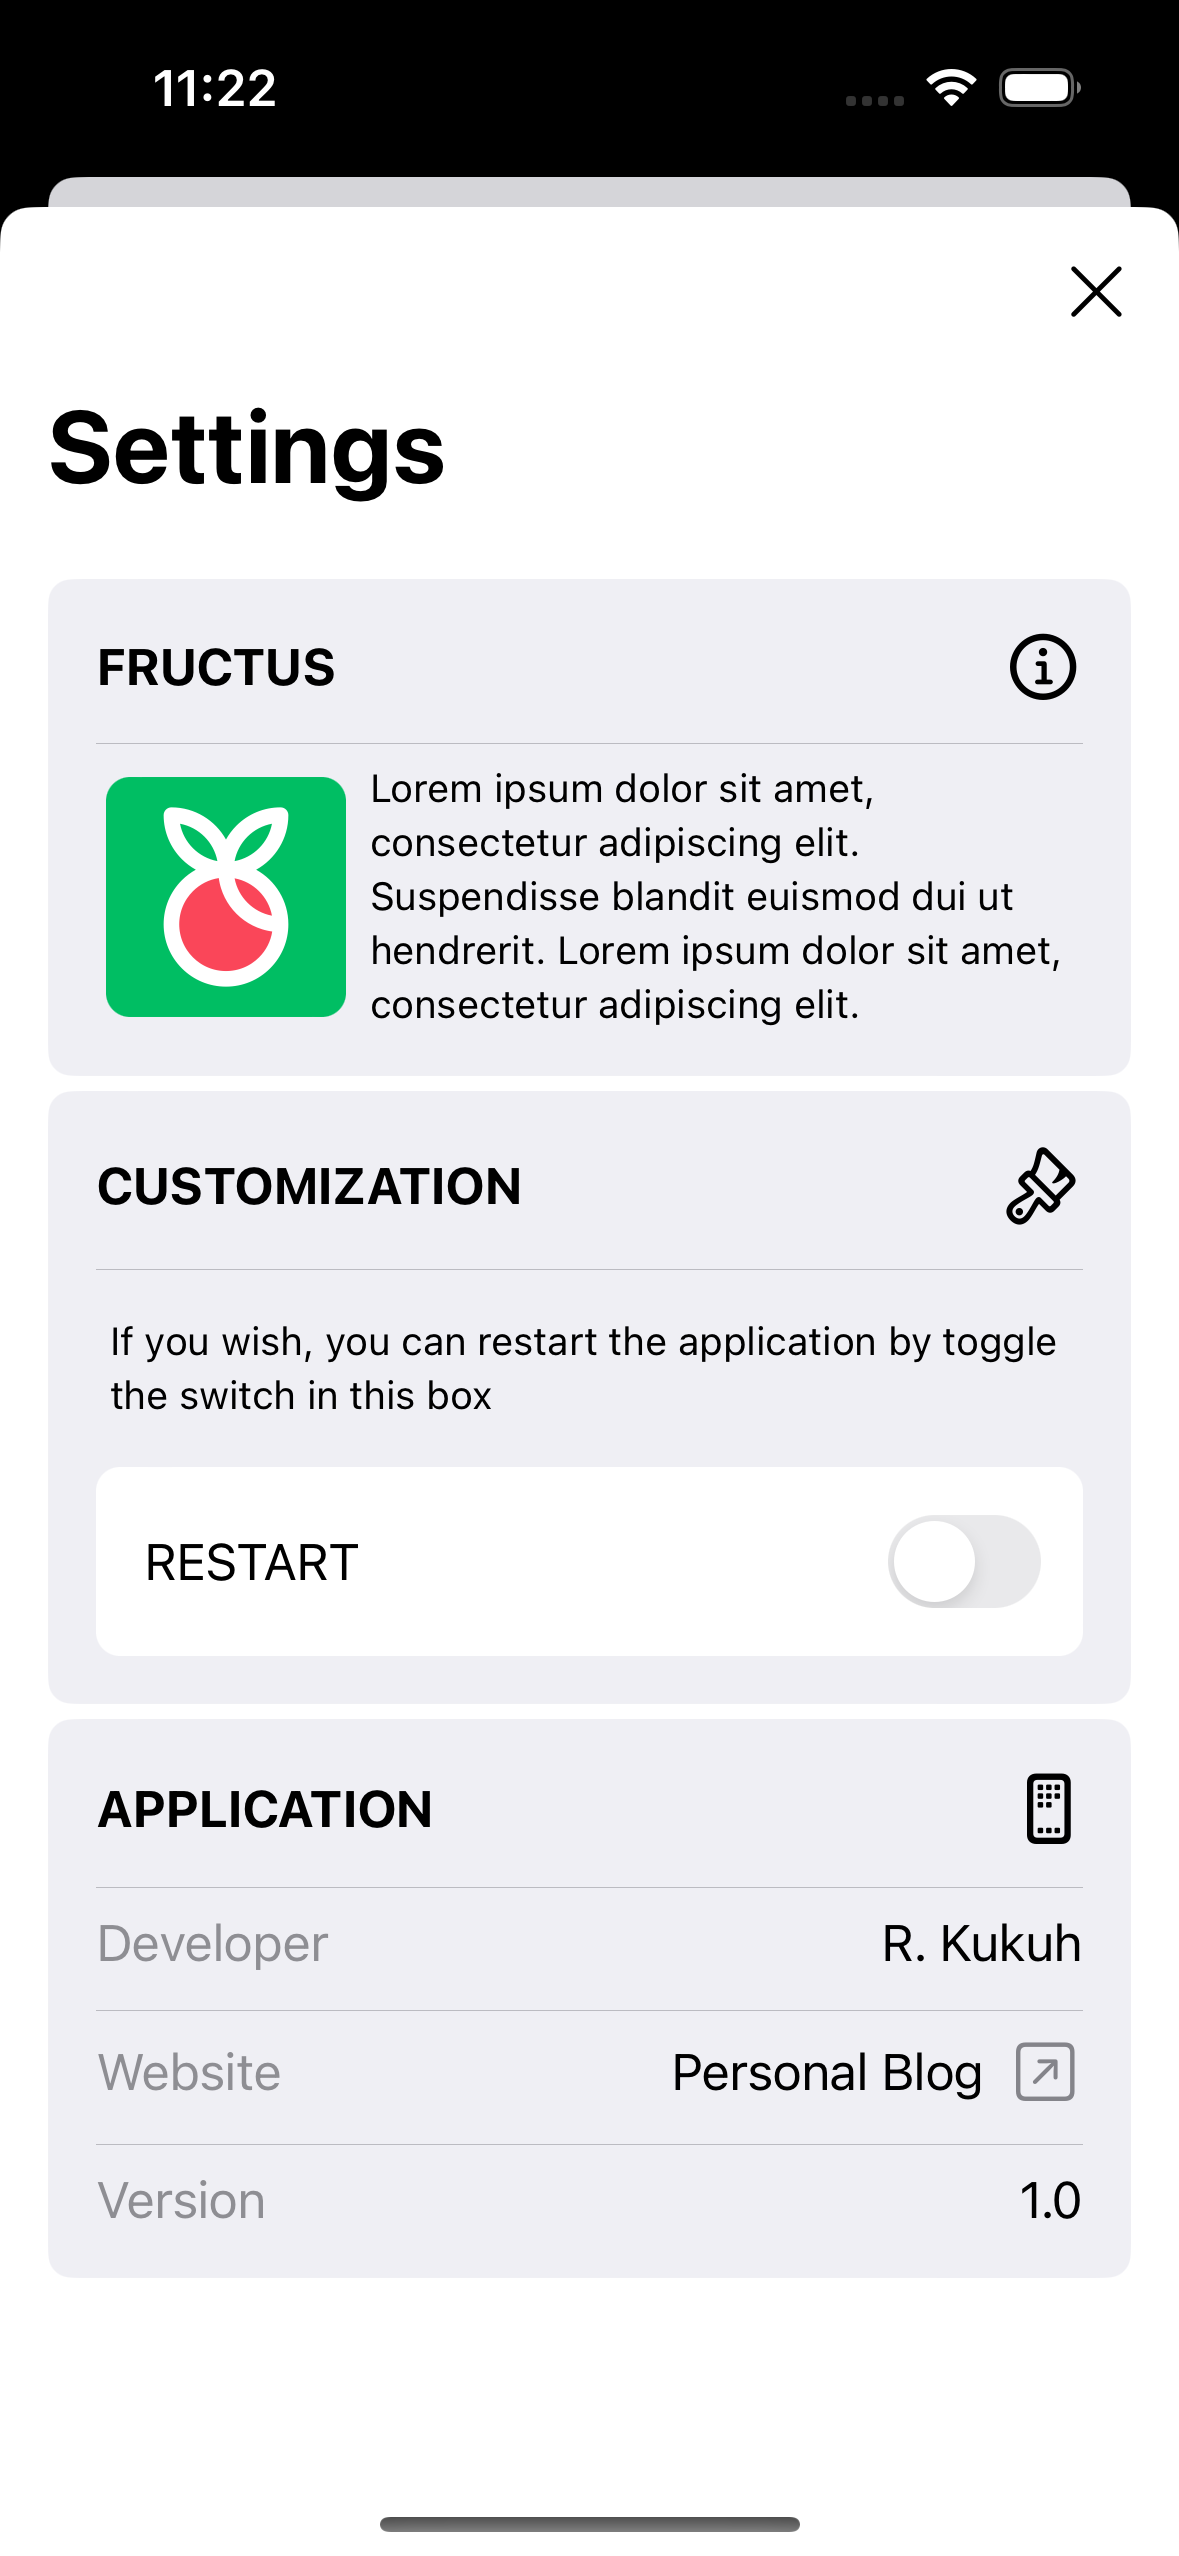 11:22
Settings
FRUCTUS
Lorem ipsum dolor sit amet,
consectetur adipiscing elit.
Suspendisse blandit euismod dui ut
hendrerit. Lorem ipsum dolor sit amet,
consectetur adipiscing elit.
CUSTOMIZATION
If you wish, you can restart the application by toggle
the switch in this box
RESTART
APPLICATION
Developer R. Kukuh
Website Personal Blog
Version 1.0